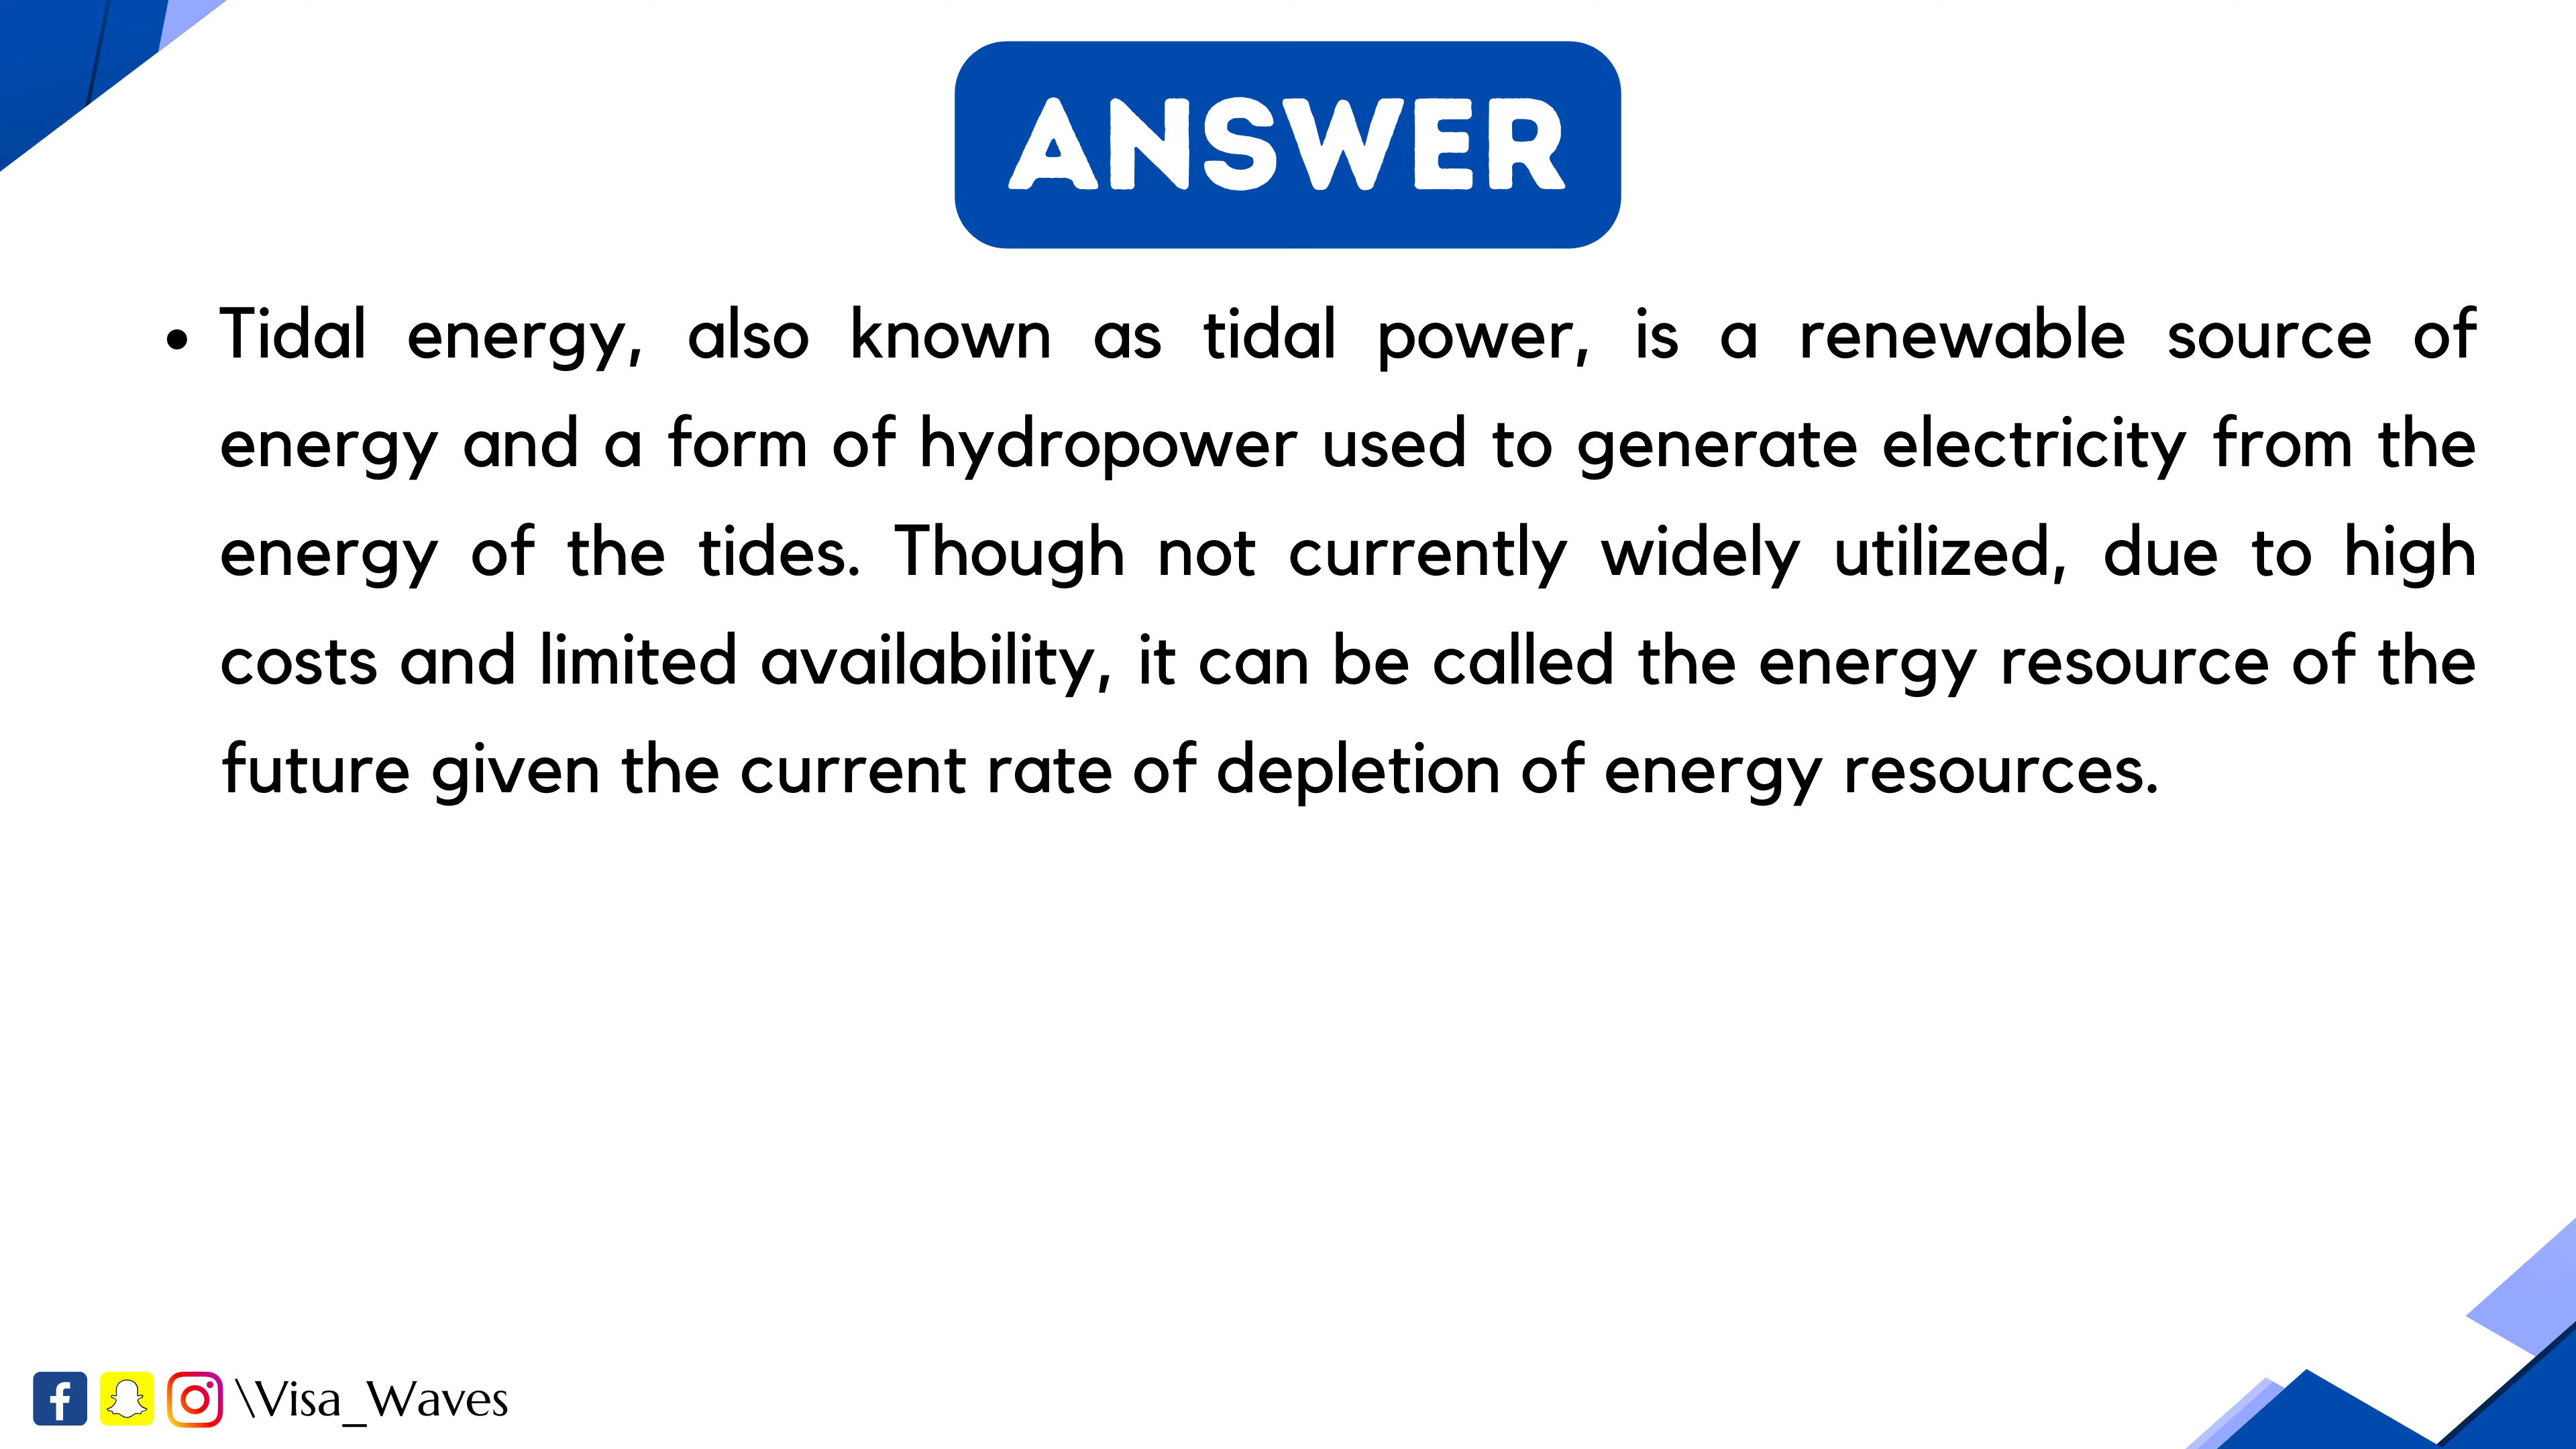 ANSWER
• Tidal energy, also known as tidal power, is a renewable source of
energy and a form of hydropower used to generate electricity from the
energy of the tides. Though not currently widely utilized, due to high
costs and limited availability, it can be called the energy resource of the
future given the current rate of depletion of energy resources.
\Visa_Waves